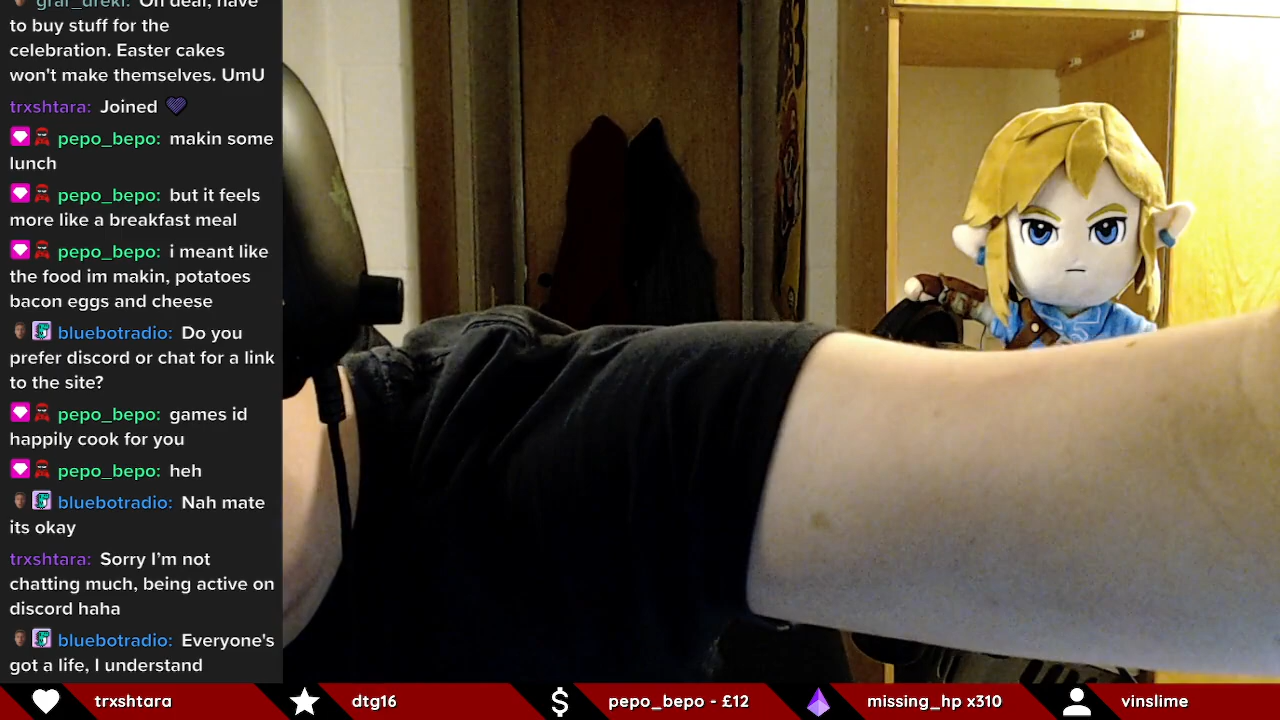 to buy stuff for the
celebration. Easter cakes
won't make themselves. UmU
trxshtara: Joined
pepo_bepo: makin some
lunch
pepo_bepo: but it feels
more like a breakfast meal
pepo_bepo: i meant like
the food im makin, potatoes
bacon eggs and cheese
bluebotradio: Do you
prefer discord or chat for a link
to the site?
pepo_bepo: games id
happily cook for you
pepo_bepo: heh
bluebotradio: Nah mate
its okay
trxshtara: Sorry I'm not
chatting much, being active on
discord haha
bluebotradio: Everyone's
got a life, I understand
trxshtara
dtg16
pepo_bepo - £12
missing_hp x310
vinslime